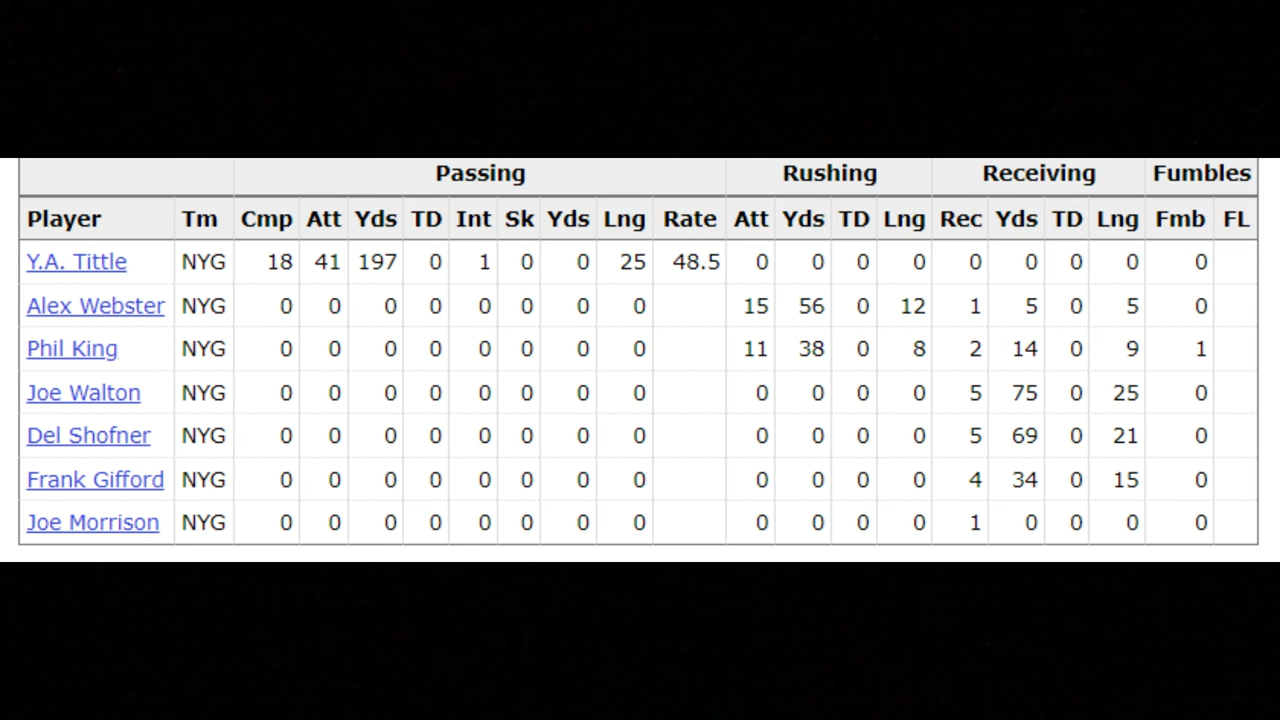 Passing Rushing Receiving Fumbles
Player Tm Cmp Att Yds TD Int Sk Yds Lng Rate Att Yds TD Lng Rec Yds TD Lng Fmb FL
Y.A. Tittle NYG 18 41 197 0 1 0 0 25 48.5 0 0 0 0 0 0 0 0 0
Alex Webster NYG 0 0 0 0 0 0 0 0 15 56 0 12 1 5 0 5 0
Phil King NYG 0 0 0 0 0 0 0 0 11 38 0 8 2 14 0 9 1
Joe Walton NYG 0 0 0 0 0 0 0 0 0 0 0 0 5 75 0 25 0
Del Shofner NYG 0 0 0 0 0 0 0 0 0 0 0 0 5 69 0 21 0
Frank Gifford NYG 0 0 0 0 0 0 0 0 0 0 0 0 4 34 0 15 0
Joe Morrison NYG 0 0 0 0 0 0 0 0 0 0 0 0 1 0 0 0 0